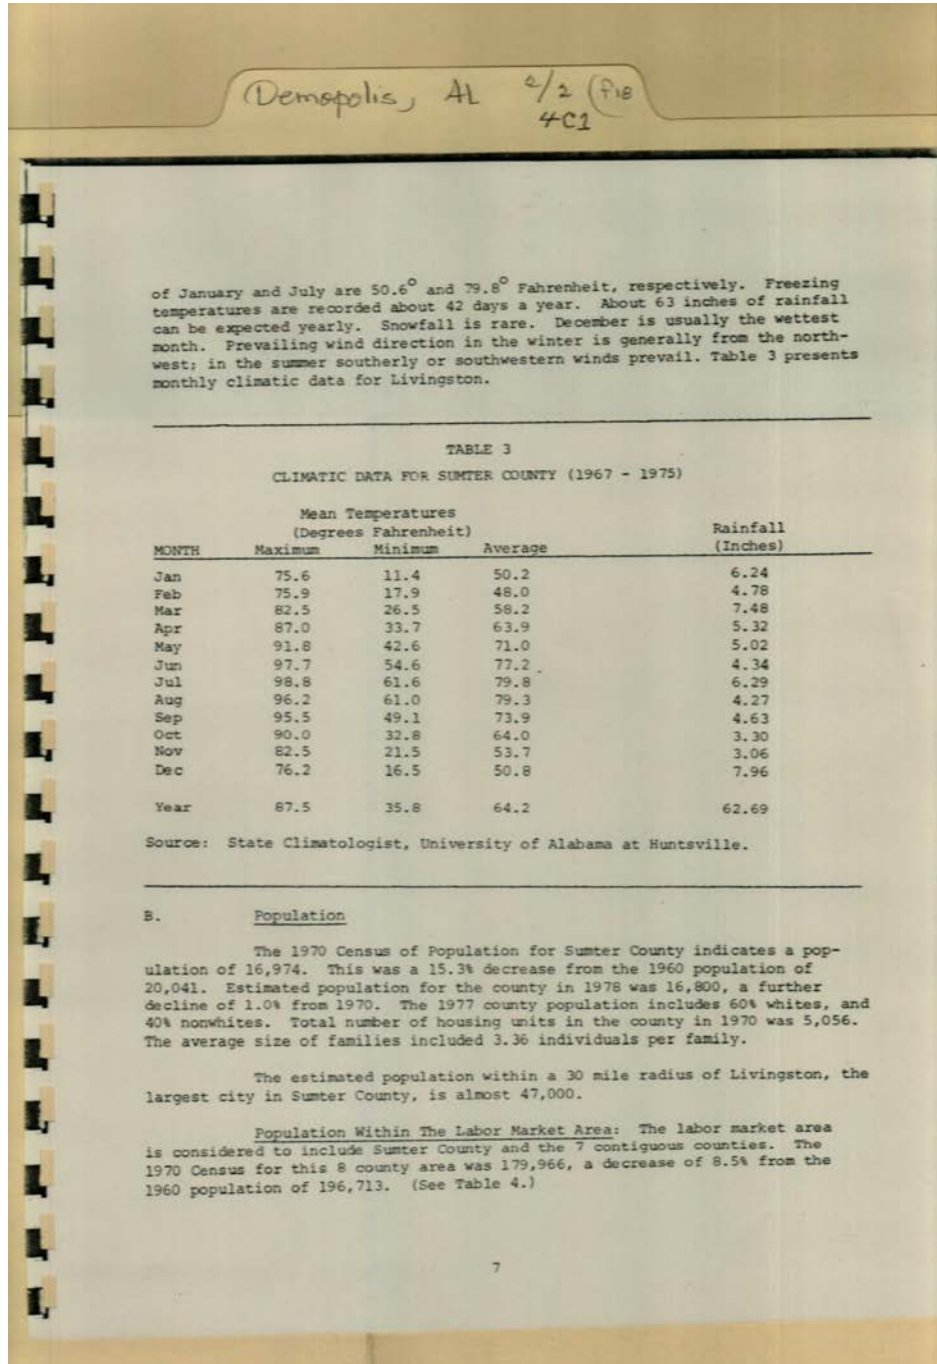 Demopolis, AL 2/2 (fie
4C1
of January and July are 50.6° and 79.8° Fahrenheit, respectively. Freezing
temperatures are recorded about 42 days a year. About 63 inches of rainfall
can be expected yearly. Snowfall is rare. December is usually the wettest
month. Prevailing wind direction in the winter is generally from the north-
west; in the summer southerly or southwestern winds prevail. Table 3 presents
monthly climatic data for Livingston.
TABLE 3
CLIMATIC DATA FOR SUMTER COUNTY (1967 - 1975)
Mean Temperatures
(Degrees Fahrenheit) Rainfall
MONTH Maximum Minimum Average (Inches)
Jan 75.6 11.4 50.2 6.24
Feb 75.9 17.9 48.0 4.78
Mar 82.5 26.5 58.2 7.48
Apr 87.0 33.7 63.9 5.32
May 91.8 42.6 71.0 5.02
Jun 97.7 54.6 77.2 4.34
Jul 98.8 61.6 79.8 6.29
Aug 96.2 61.0 79.3 4.27
Sep 95.5 49.1 73.9 4.63
Oct 90.0 32.8 64.0 3.30
Nov 82.5 21.5 53.7 3.06
Dec 76.2 16.5 50.8 7.96
Year 87.5 35.8 64.2 62.69
Source: State Climatologist, University of Alabama at Huntsville.
B. Population
The 1970 Census of Population for Sumter County indicates a pop-
ulation of 16,974. This was a 15.3% decrease from the 1960 population of
20,041. Estimated population for the county in 1978 was 16,800, a further
decline of 1.0% from 1970. The 1977 county population includes 60% whites, and
40% nonwhites. Total number of housing units in the county in 1970 was 5,056.
The average size of families included 3.36 individuals per family.
The estimated population within a 30 mile radius of Livingston, the
largest city in Sumter County, is almost 47,000.
Population Within The Labor Market Area: The labor market area
is considered to include Sumter County and the 7 contiguous counties. The
1970 Census for this 8 county area was 179,966, a decrease of 8.5% from the
1960 population of 196,713. (See Table 4.)
7